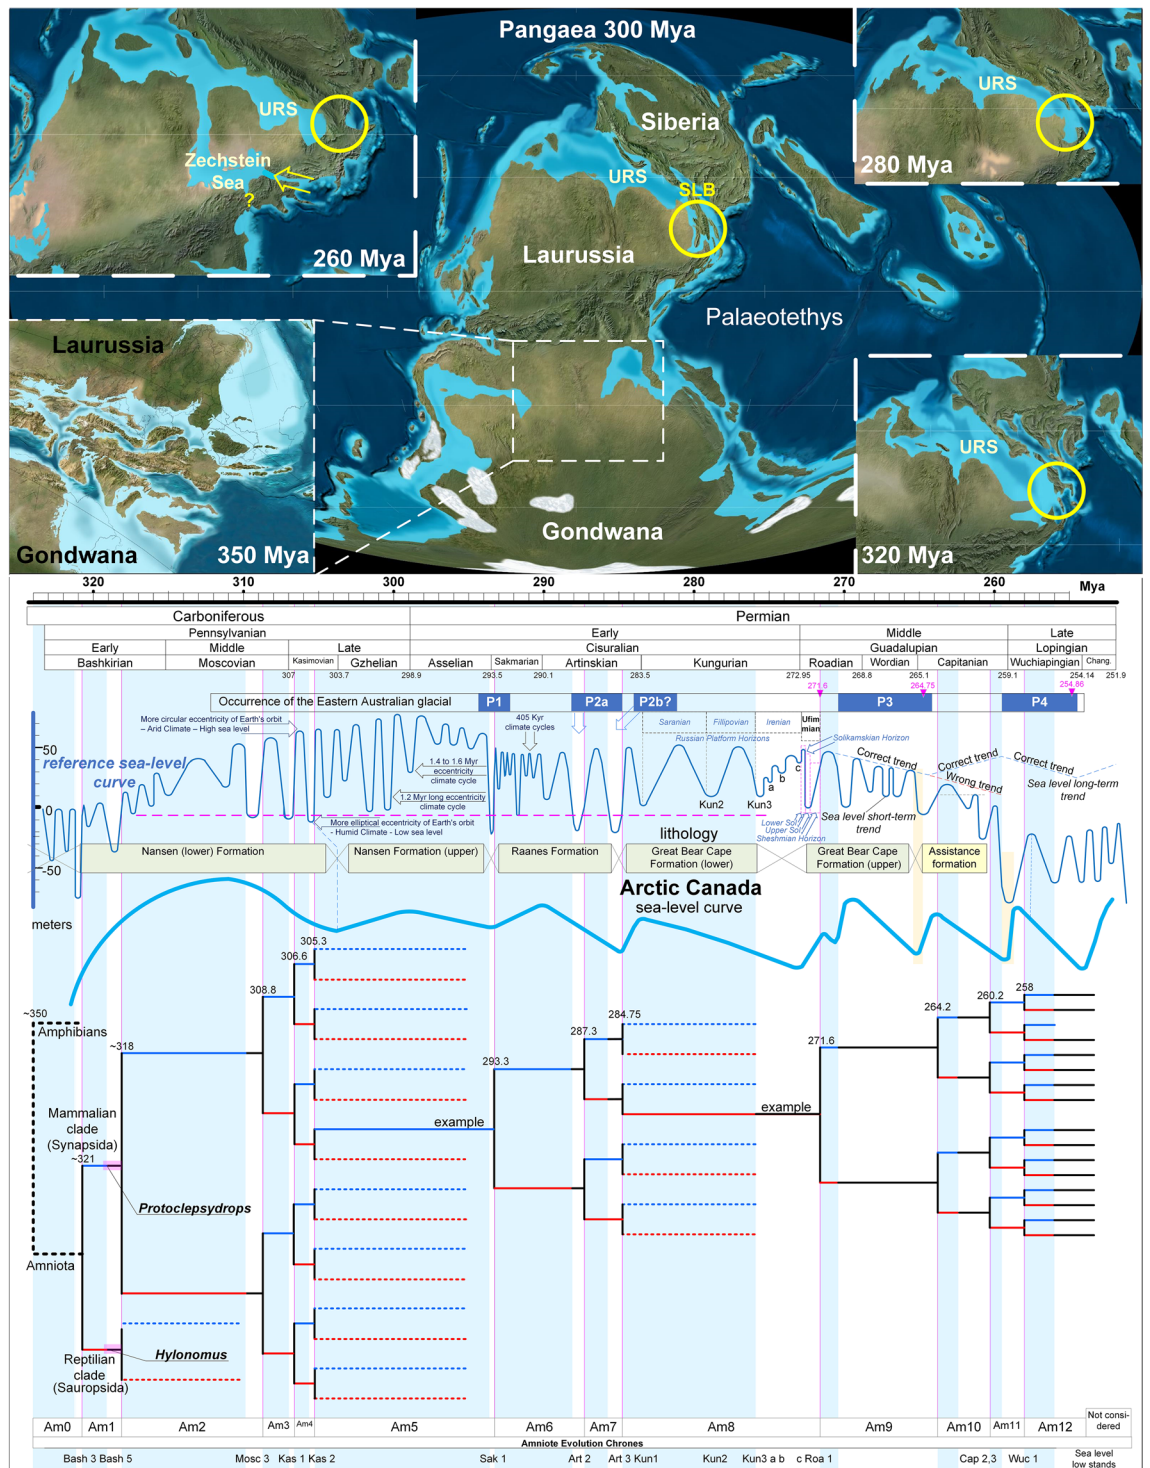 Pangaea 300 Mya
URS
Zechstein
Sea
?
260 Mya
Siberia
URS
SLB
Laurussia
Palaeotethys
Gondwana
URS
280 Mya
Laurussia
Gondwana
350 Mya
URS
320 Mya
320 310 300 290 280 270 260 Mya
Carboniferous Permian
Pennsylvanian Early Middle Late
Early Middle Late Cisuralian Guadalupian Lopingian
Bashkirian Moscovian Kasimovian Gzhelian Asselian Sakmarian Artinskian Kungurian Roadian Wordian Capitanian Wuchiapingian Chang.
307 303.7 298.9 293.5 290.1 283.5 272.95 268.8 265.1 259.1 254.14 251.9
271.6 264.75 254.86
Occurrence of the Eastern Australian glacial P1 P2a P2b? P3 P4
More circular eccentricity of Earth's orbit
– Arid Climate – High sea level
405 Kyr
climate cycles
Saranian Fillipovian Irenian
Ufim
mian
Russian Platform Horizons
Solikamskian Horizon
50
reference sea-level
curve
1.4 to 1.6 Myr
eccentricity
climate cycle
1.2 Myr long eccentricity
climate cycle
Correct trend
Correct trend
Correct trend
Wrong trend
Sea level long-term
trend
c
b
a
Kun2 Kun3
0
More elliptical eccentricity of Earth's orbit
- Humid Climate - Low sea level
Lower Sol.
Upper Sol.
Sheshmian Horizon
Sea level short-term
trend
lithology
Nansen (lower) Formation
Nansen Formation (upper)
Raanes Formation
Great Bear Cape
Formation (lower)
Great Bear Cape
Formation (upper)
Assistance
formation
-50
meters
Arctic Canada
sea-level curve
305.3
306.6
308.8
~350
Amphibians
~318
293.3
287.3
284.75
271.6
264.2
260.2
258
Mammalian
clade
(Synapsida)
~321
example
example
Protoclepsydrops
Amniota
Hylonomus
Reptilian
clade
(Sauropsida)
Am0 Am1 Am2 Am3 Am4 Am5 Am6 Am7 Am8 Am9 Am10 Am11 Am12
Not consi-
dered
Amniote Evolution Chrones
Bash 3 Bash 5 Mosc 3 Kas 1 Kas 2 Sak 1 Art 2 Art 3 Kun1 Kun2 Kun3 a b c Roa 1 Cap 2,3 Wuc 1
Sea level
low stands